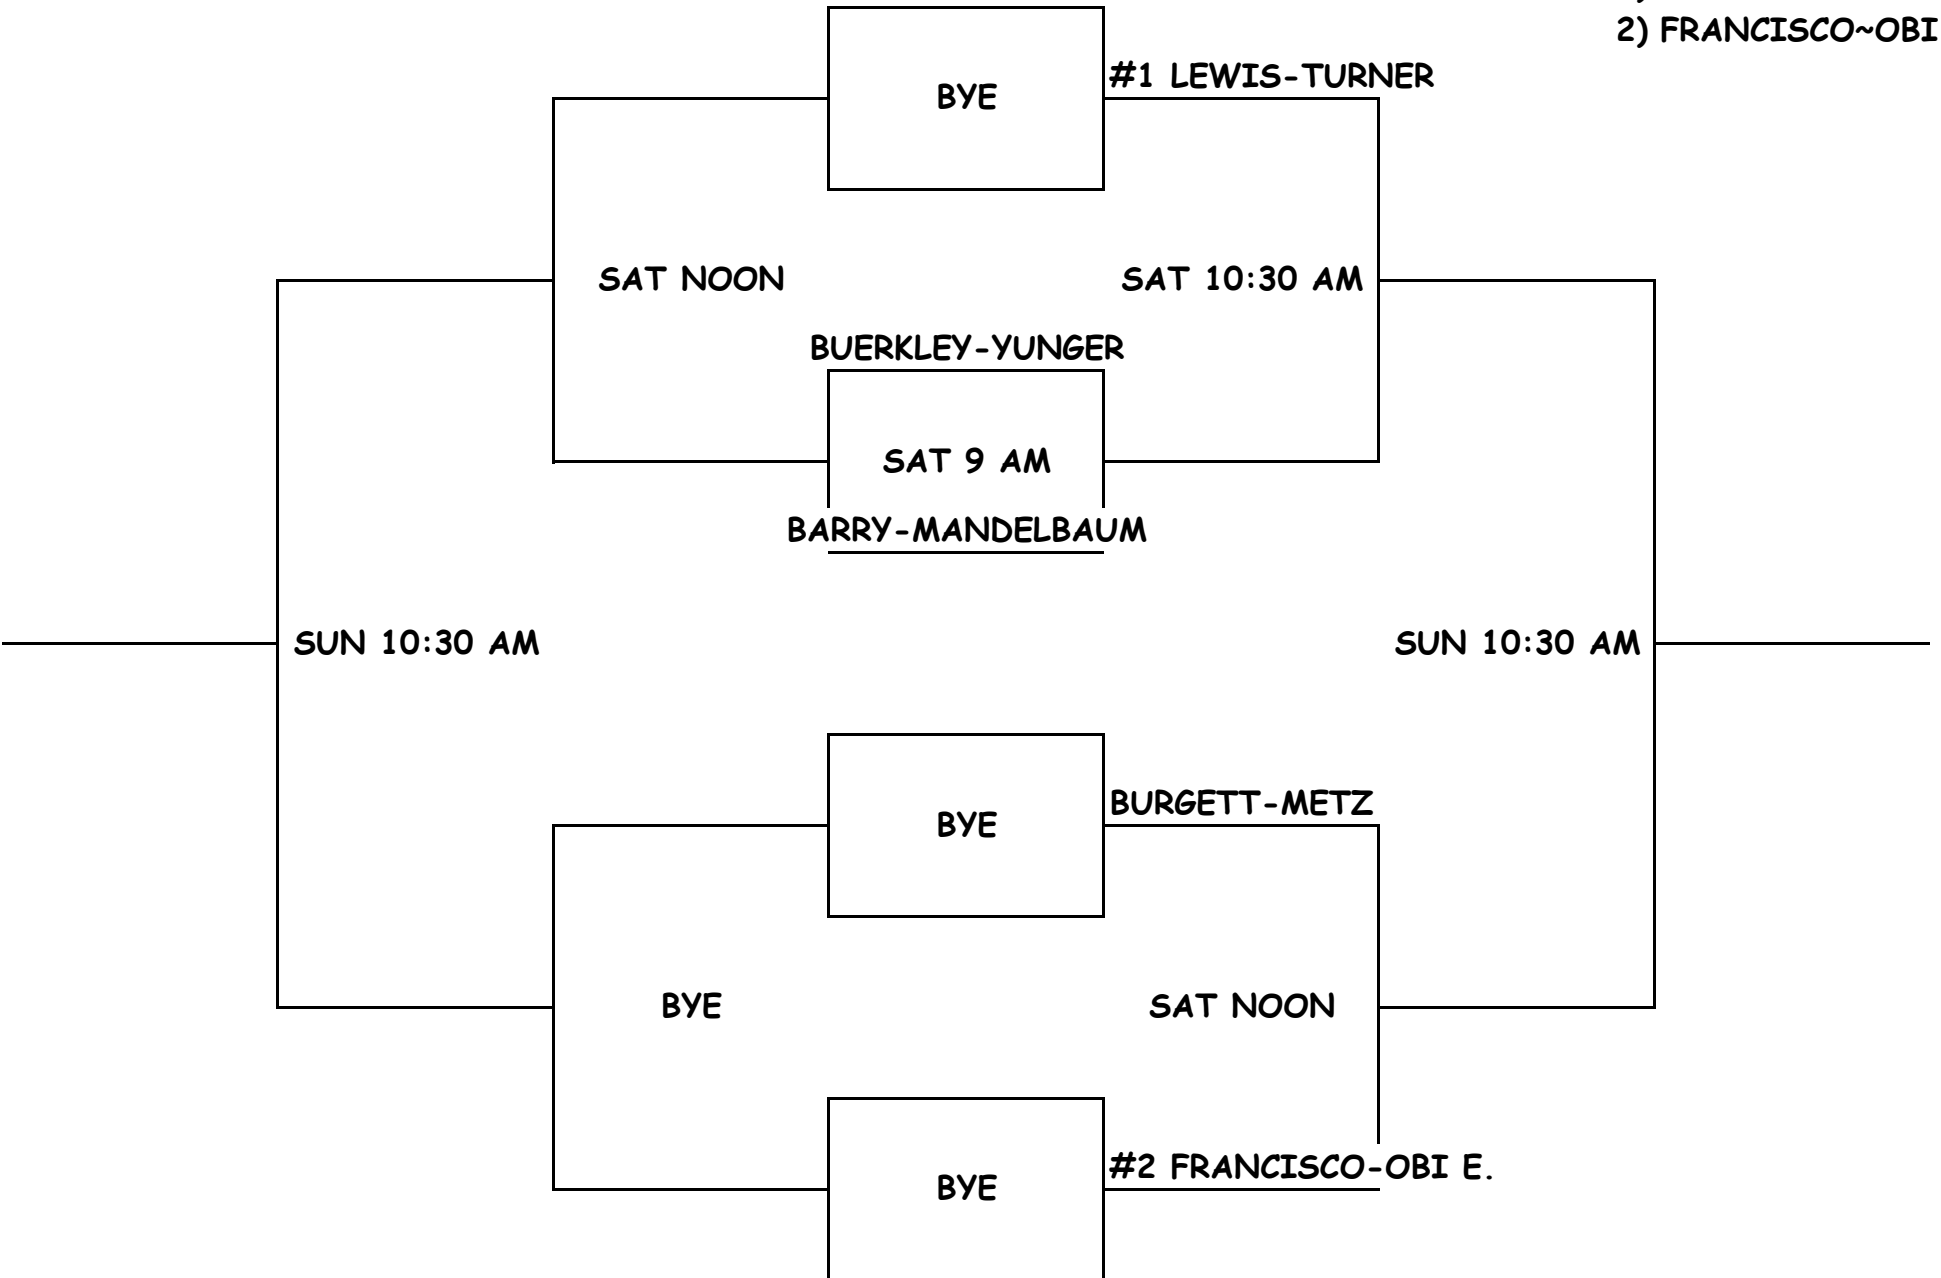 2) FRANCISCO~OBI
#1 LEWIS-TURNER
BYE
SAT NOON
SAT 10:30 AM
BUERKLEY-YUNGER
SAT 9 AM
BARRY-MANDELBAUM
SUN 10:30 AM
SUN 10:30 AM
BURGETT-METZ
BYE
BYE
SAT NOON
#2 FRANCISCO-OBI E.
BYE